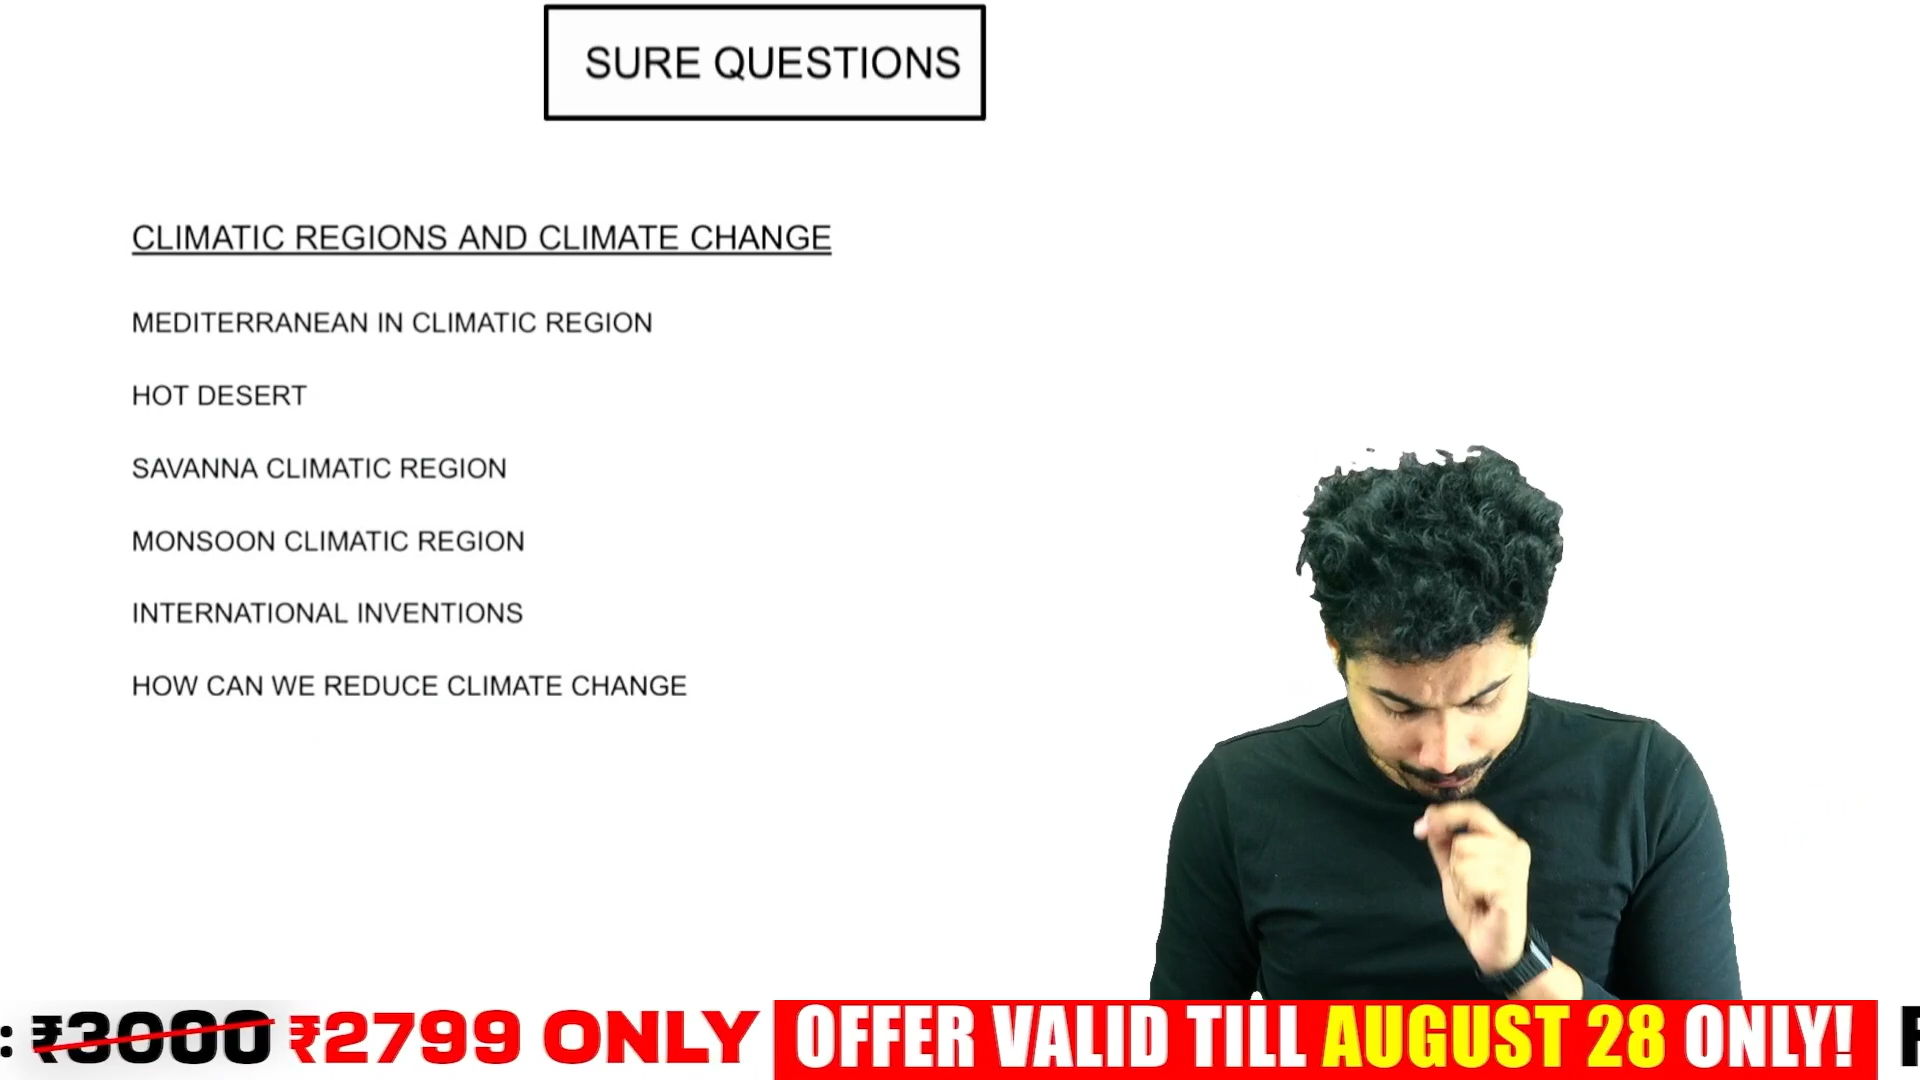 SURE QUESTIONS
CLIMATIC REGIONS AND CLIMATE CHANGE
MEDITERRANEAN IN CLIMATIC REGION
HOT DESERT
SAVANNA CLIMATIC REGION
MONSOON CLIMATIC REGION
INTERNATIONAL INVENTIONS
HOW CAN WE REDUCE CLIMATE CHANGE
: ₹3000 ₹2799 ONLY OFFER VALID TILL AUGUST 28 ONLY!